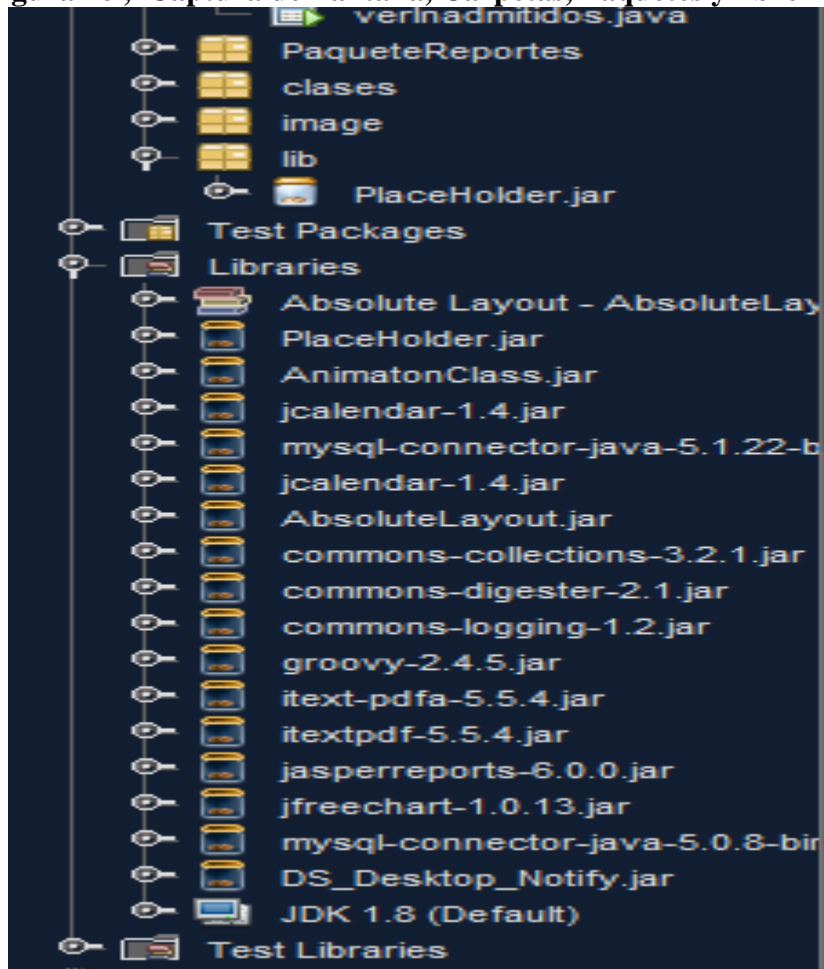 verInadmitidos.java
PaqueteReportes
clases
image
lib
PlaceHolder.jar
Test Packages
Libraries
Absolute Layout - AbsoluteLay
PlaceHolder.jar
AnimatonClass.jar
jcalendar-1.4.jar
mysql-connector-java-5.1.22-b
jcalendar-1.4.jar
AbsoluteLayout.jar
commons-collections-3.2.1.jar
commons-digester-2.1.jar
commons-logging-1.2.jar
groovy-2.4.5.jar
itext-pdfa-5.5.4.jar
itextpdf-5.5.4.jar
jasperreports-6.0.0.jar
jfreechart-1.0.13.jar
mysql-connector-java-5.0.8-bin
DS_Desktop_Notify.jar
JDK 1.8 (Default)
Test Libraries